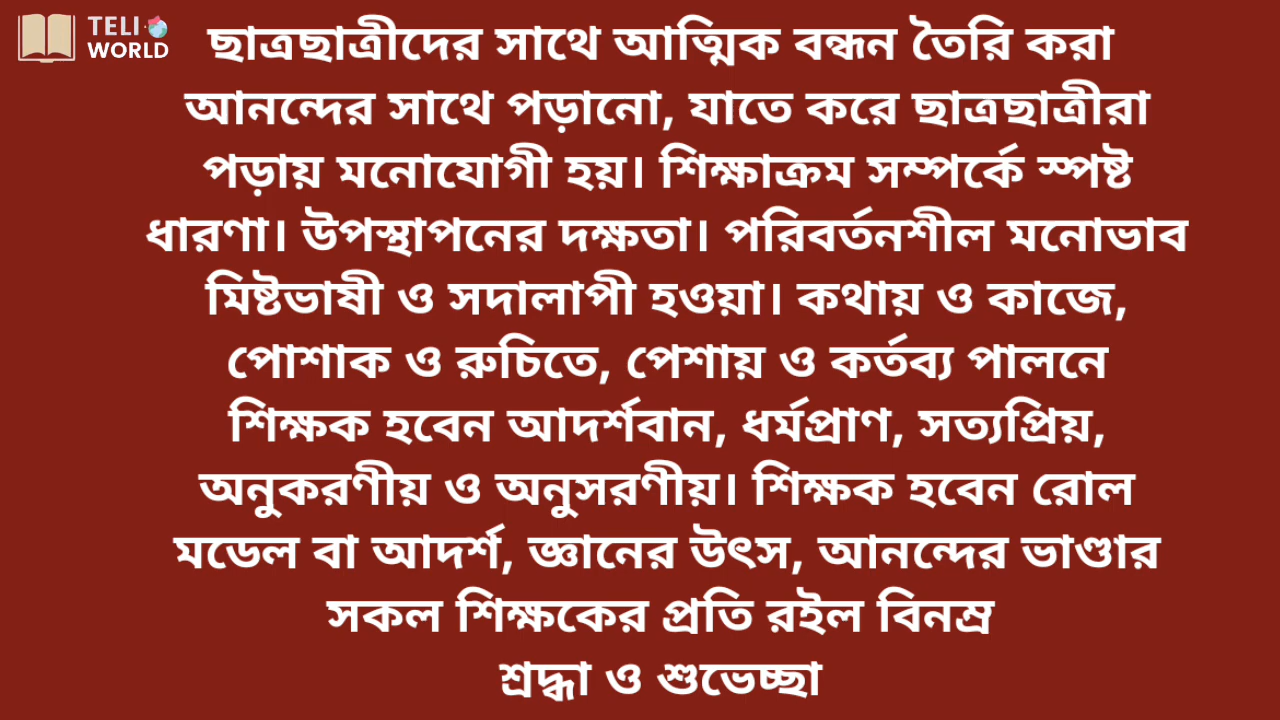 TELI
WORLD
ছাত্রছাত্রীদের সাথে আত্মিক বন্ধন তৈরি করা
আনন্দের সাথে পড়ানো, যাতে করে ছাত্রছাত্রীরা
পড়ায় মনোযোগী হয়। শিক্ষাক্রম সম্পর্কে স্পষ্ট
ধারণা। উপস্থাপনের দক্ষতা। পরিবর্তনশীল মনোভাব
মিষ্টভাষী ও সদালাপী হওয়া। কথায় ও কাজে,
পোশাক ও রুচিতে, পেশায় ও কর্তব্য পালনে
শিক্ষক হবেন আদর্শবান, ধর্মপ্রাণ, সত্যপ্রিয়,
অনুকরণীয় ও অনুসরণীয়। শিক্ষক হবেন রোল
মডেল বা আদর্শ, জ্ঞানের উৎস, আনন্দের ভাণ্ডার
সকল শিক্ষকের প্রতি রইল বিনম্র
শ্রদ্ধা ও শুভেচ্ছা